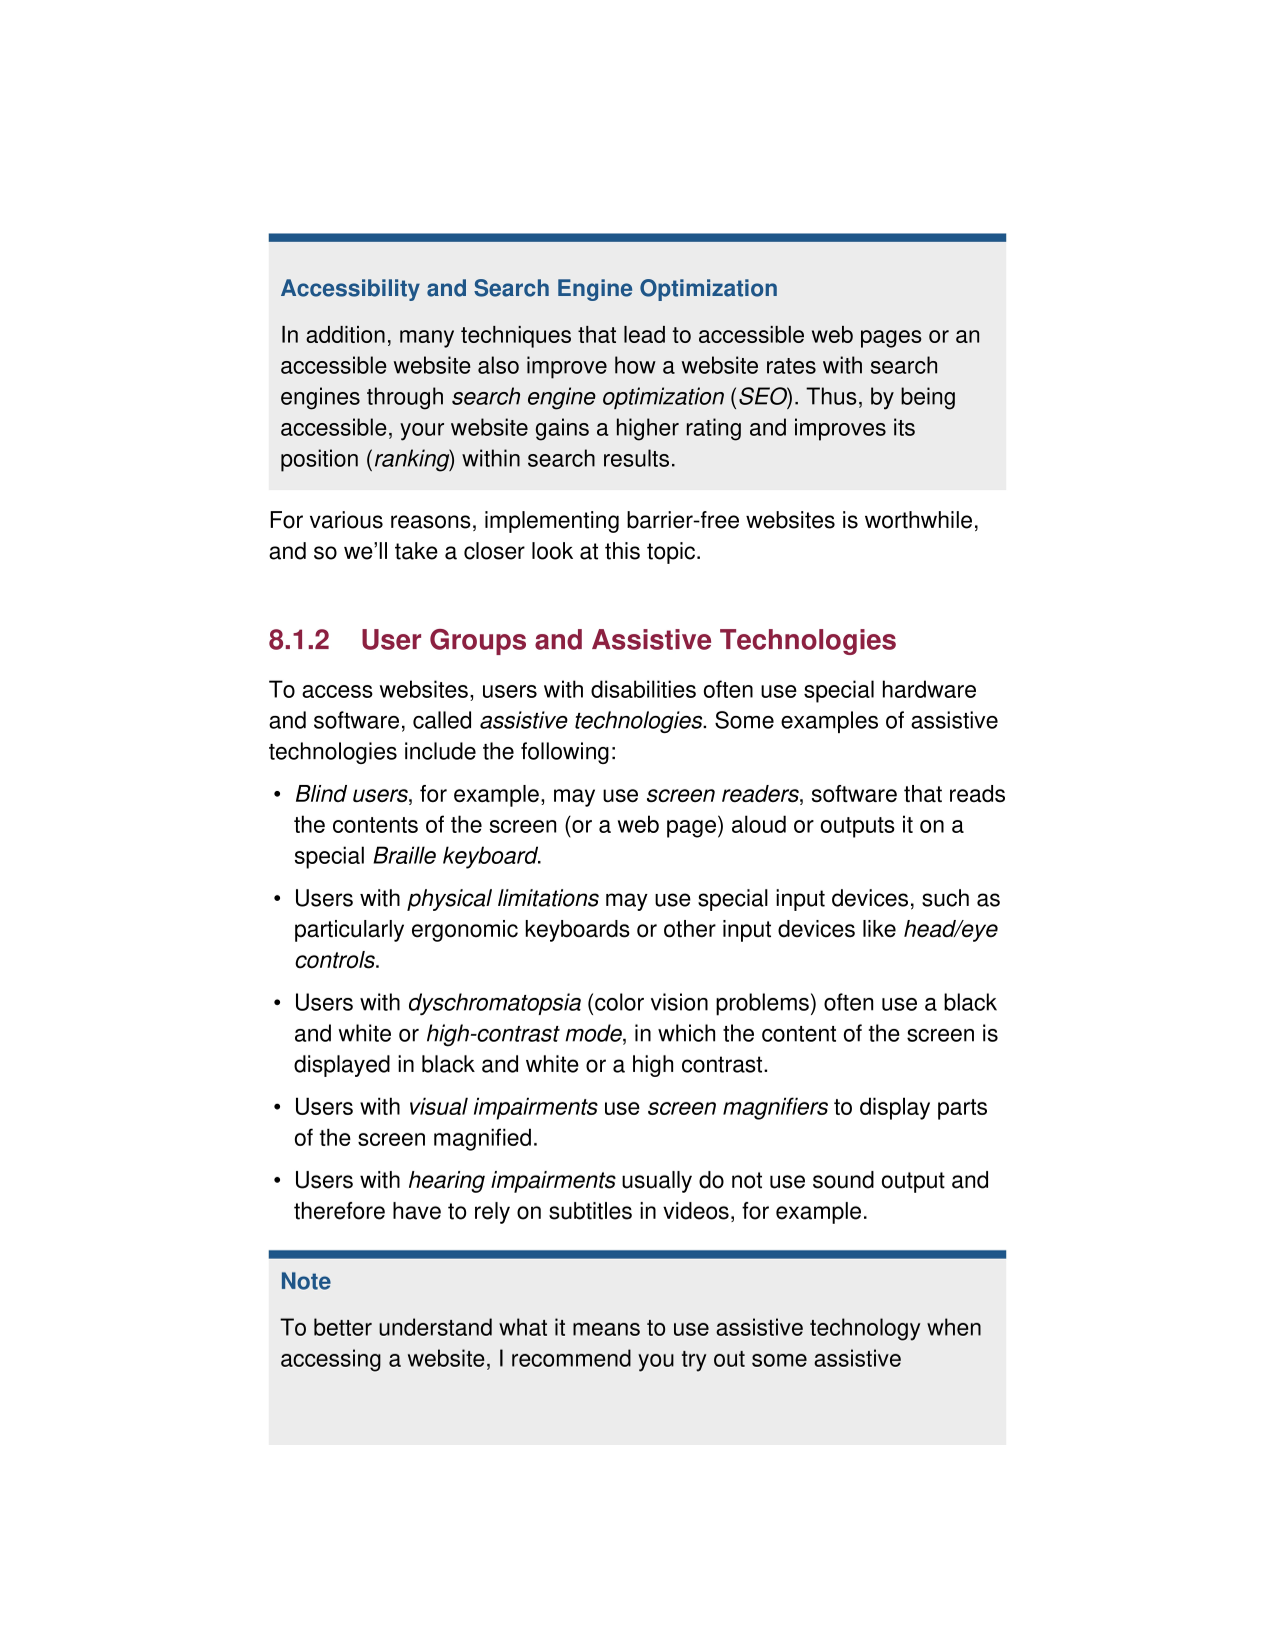 Accessibility and Search Engine Optimization
In addition, many techniques that lead to accessible web pages or an
accessible website also improve how a website rates with search
engines through search engine optimization (SEO). Thus, by being
accessible, your website gains a higher rating and improves its
position (ranking) within search results.
For various reasons, implementing barrier-free websites is worthwhile,
and so we’ll take a closer look at this topic.
8.1.2 User Groups and Assistive Technologies
To access websites, users with disabilities often use special hardware
and software, called assistive technologies. Some examples of assistive
technologies include the following:
• Blind users, for example, may use screen readers, software that reads
the contents of the screen (or a web page) aloud or outputs it on a
special Braille keyboard.
• Users with physical limitations may use special input devices, such as
particularly ergonomic keyboards or other input devices like head/eye
controls.
• Users with dyschromatopsia (color vision problems) often use a black
and white or high-contrast mode, in which the content of the screen is
displayed in black and white or a high contrast.
• Users with visual impairments use screen magnifiers to display parts
of the screen magnified.
• Users with hearing impairments usually do not use sound output and
therefore have to rely on subtitles in videos, for example.
Note
To better understand what it means to use assistive technology when
accessing a website, I recommend you try out some assistive